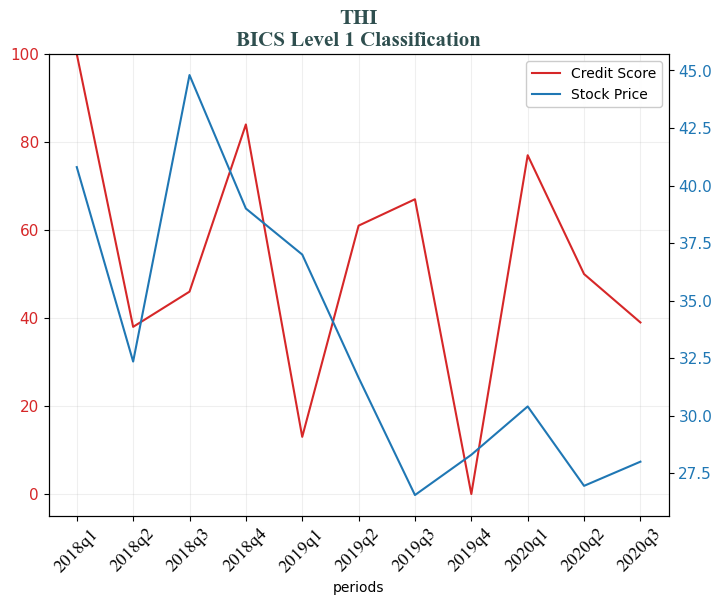 THI
BICS Level 1 Classification
Credit Score
Stock Price
100
80
60
40
20
0
45.0
42.5
40.0
37.5
35.0
32.5
30.0
27.5
2018q1
2018q2
2018q3
2018q4
2019q1
2019q2
2019q3
2019q4
2020q1
2020q2
2020q3
periods